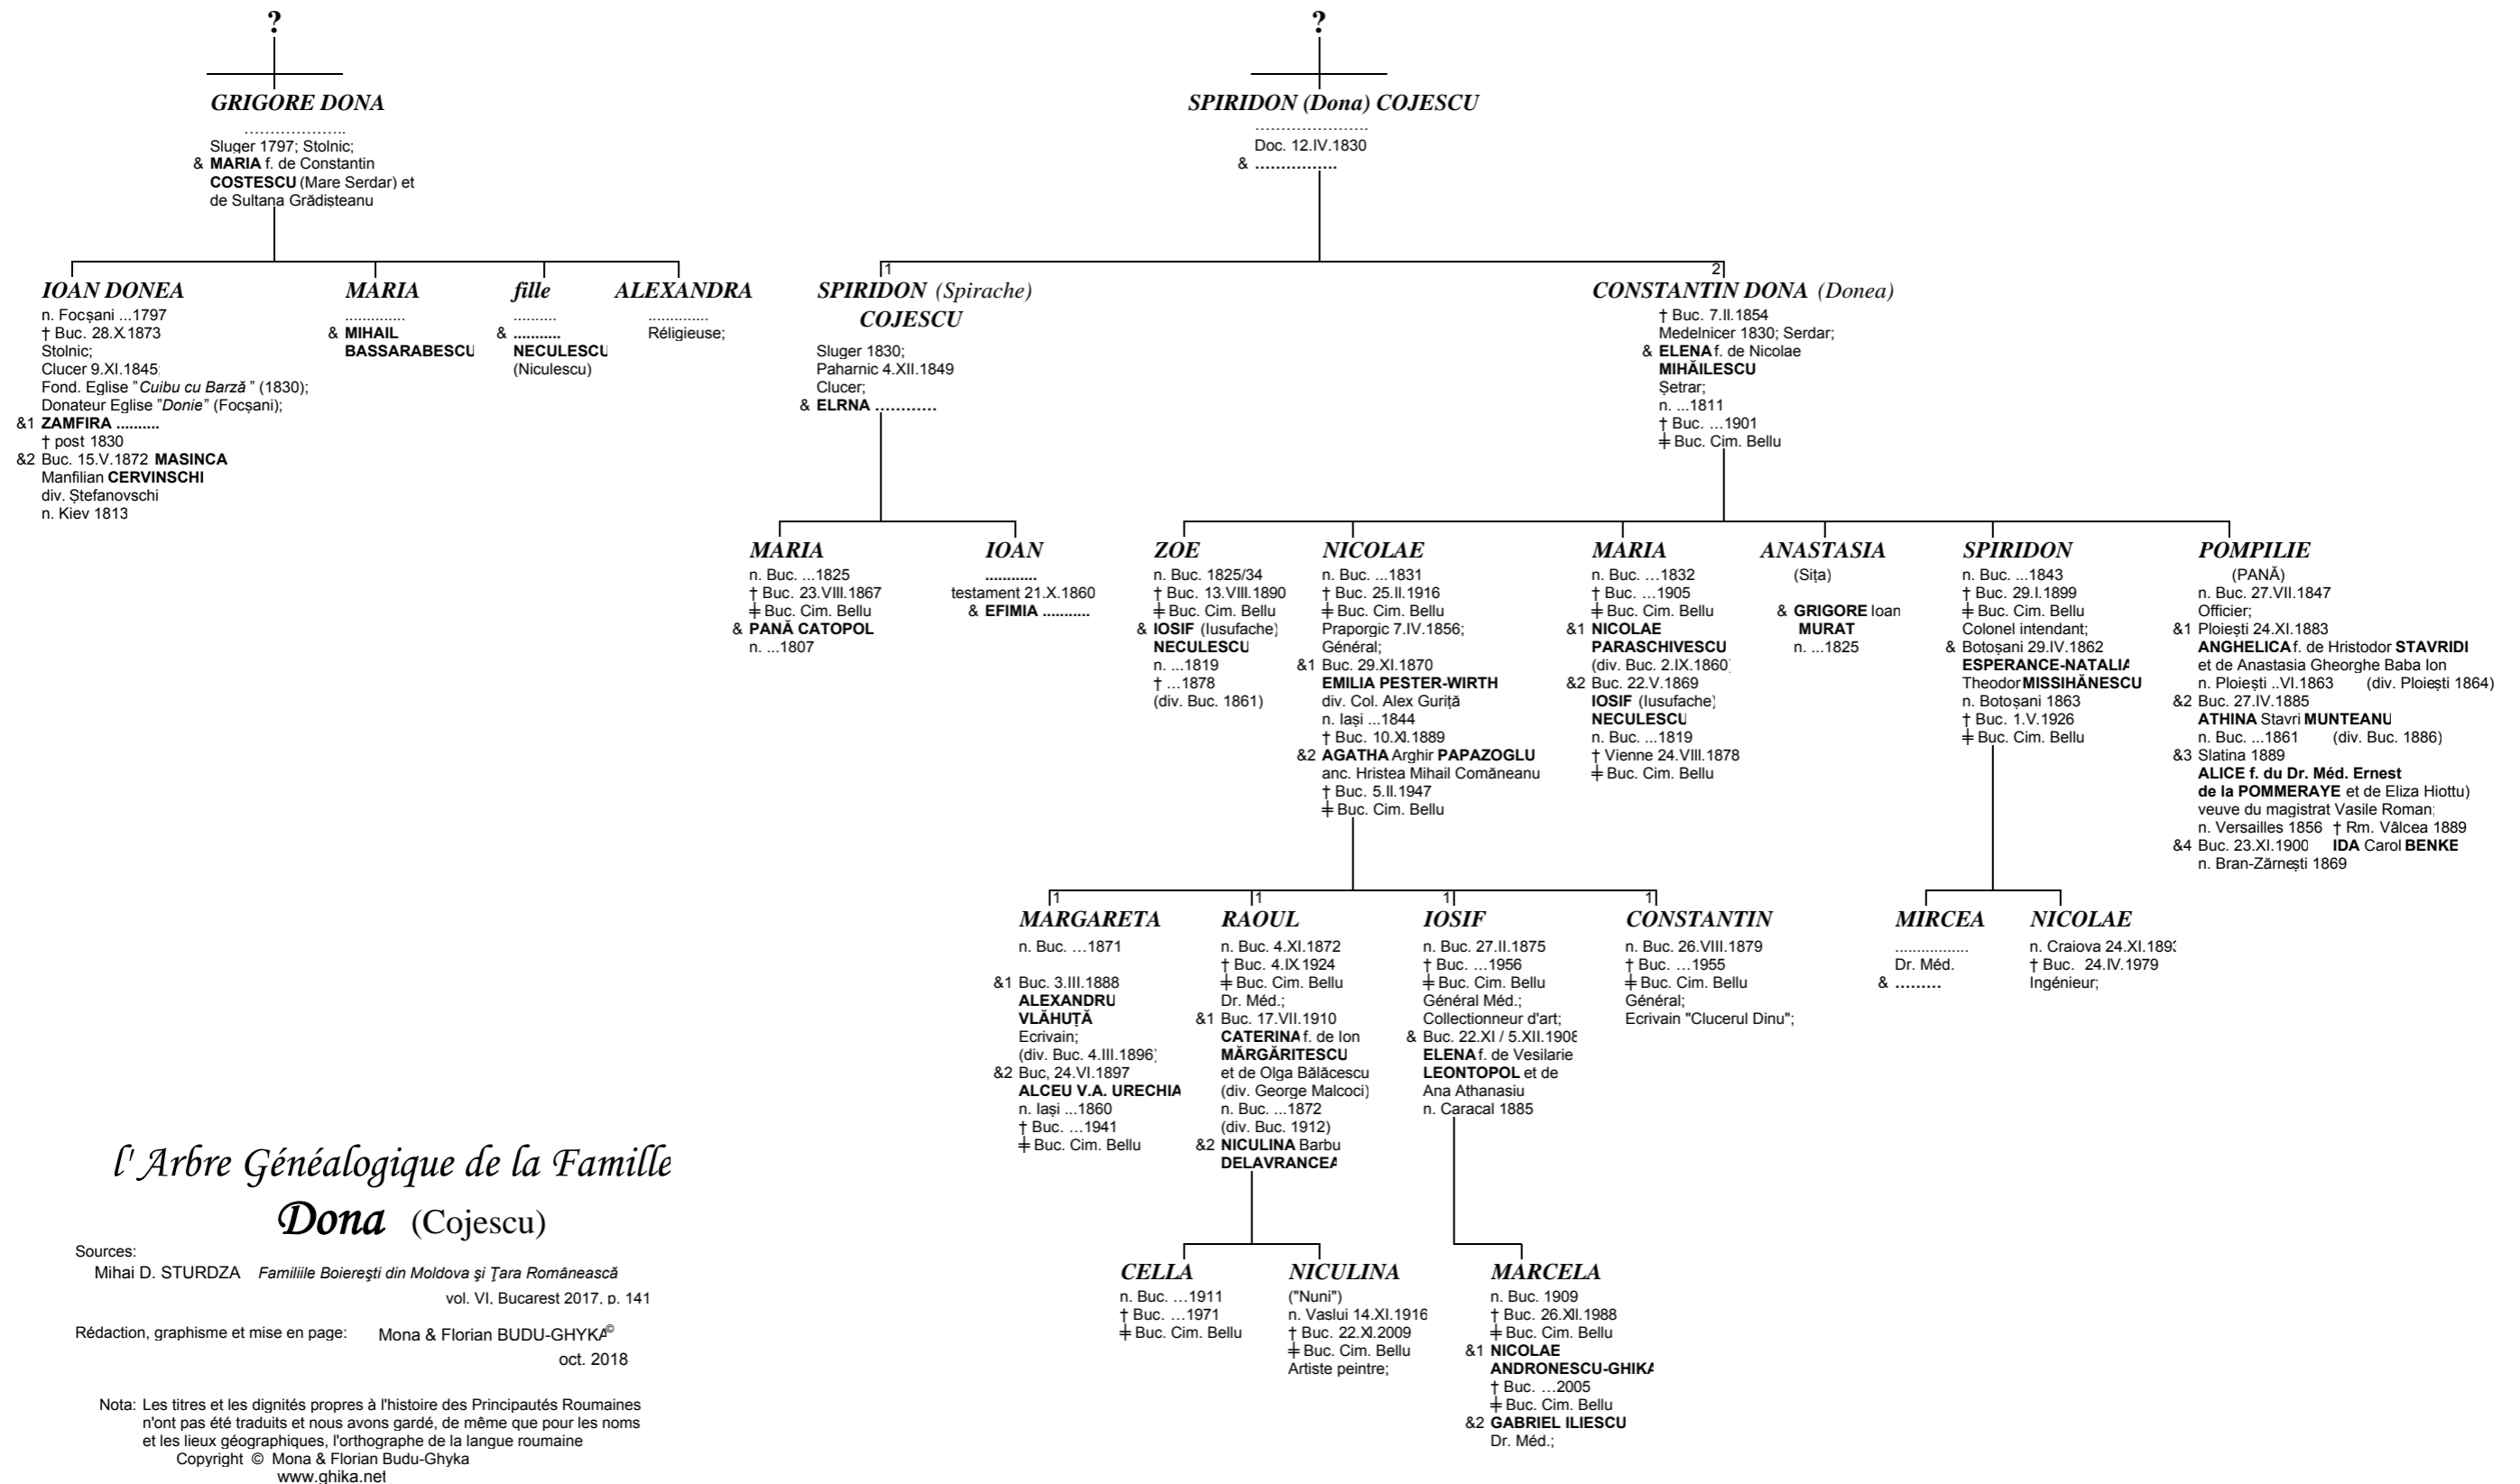 ?
GRIGORE DONA
....................
Sluger 1797; Stolnic;
& MARIA f. de Constantin
COSTESCU (Mare Serdar) et
de Sultana Grădișteanu
?
SPIRIDON (Dona) COJESCU
......................
Doc. 12.IV.1830
& ................
IOAN DONEA
n. Focșani ...1797
† Buc. 28.X.1873
Stolnic;
Clucer 9.XI.1845;
Fond. Eglise "Cuibu cu Barză" (1830);
Donateur Eglise "Donie" (Focșani);
&1 ZAMFIRA ..........
† post 1830
&2 Buc. 15.V.1872 MASINCA
Manfilian CERVINSCHI
div. Ștefanovschi
n. Kiev 1813
MARIA
..............
& MIHAIL
BASSARABESCU
fille
..........
& ...........
NECULESCU
(Niculescu)
ALEXANDRA
..............
Réligieuse;
1
SPIRIDON (Spirache)
COJESCU
Sluger 1830;
Paharnic 4.XII.1849
Clucer;
& ELRNA ............
2
CONSTANTIN DONA (Donea)
† Buc. 7.II.1854
Medelnicer 1830; Serdar;
& ELENA f. de Nicolae
MIHĂILESCU
Șetrar;
n. ...1811
† Buc. ...1901
╪ Buc. Cim. Bellu
MARIA
n. Buc. ...1825
† Buc. 23.VIII.1867
╪ Buc. Cim. Bellu
& PANĂ CATOPOL
n. ...1807
IOAN
............
testament 21.X.1860
& EFIMIA ...........
ZOE
n. Buc. 1825/34
† Buc. 13.VIII.1890
╪ Buc. Cim. Bellu
& IOSIF (Iusufache)
NECULESCU
n. ...1819
† ...1878
(div. Buc. 1861)
NICOLAE
n. Buc. ...1831
† Buc. 25.II.1916
╪ Buc. Cim. Bellu
Praporgic 7.IV.1856;
Général;
&1 Buc. 29.XI.1870
EMILIA PESTER-WIRTH
div. Col. Alex Guriță
n. Iași ...1844
† Buc. 10.XI.1889
&2 AGATHA Arghir PAPAZOGLU
anc. Hristea Mihail Comăneanu
† Buc. 5.II.1947
╪ Buc. Cim. Bellu
MARIA
n. Buc. ...1832
† Buc. ...1905
╪ Buc. Cim. Bellu
&1 NICOLAE
PARASCHIVESCU
(div. Buc. 2.IX.1860)
&2 Buc. 22.V.1869
IOSIF (Iusufache)
NECULESCU
n. Buc. ...1819
† Vienne 24.VIII.1878
╪ Buc. Cim. Bellu
ANASTASIA
(Sița)
& GRIGORE Ioan
MURAT
n. ...1825
SPIRIDON
n. Buc. ...1843
† Buc. 29.I.1899
╪ Buc. Cim. Bellu
Colonel intendant;
& Botoșani 29.IV.1862
ESPERANCE-NATALIA
Theodor MISSIHĂNESCU
n. Botoșani 1863
† Buc. 1.V.1926
╪ Buc. Cim. Bellu
POMPILIE
(PANĂ)
n. Buc. 27.VII.1847
Officier;
&1 Ploiești 24.XI.1883
ANGHELICA f. de Hristodor STAVRIDI
et de Anastasia Gheorghe Baba Ion
n. Ploiești ..VI.1863 (div. Ploiești 1864)
&2 Buc. 27.IV.1885
ATHINA Stavri MUNTEANU
n. Buc. ...1861 (div. Buc. 1886)
&3 Slatina 1889
ALICE f. du Dr. Méd. Ernest
de la POMMERAYE et de Eliza Hiottu)
veuve du magistrat Vasile Roman;
n. Versailles 1856 † Rm. Vâlcea 1889
&4 Buc. 23.XI.1900 IDA Carol BENKE
n. Bran-Zărnești 1869
1
MARGARETA
n. Buc. ...1871
&1 Buc. 3.III.1888
ALEXANDRU
VLĂHUȚĂ
Ecrivain;
(div. Buc. 4.III.1896)
&2 Buc, 24.VI.1897
ALCEU V.A. URECHIA
n. Iași ...1860
† Buc. ...1941
╪ Buc. Cim. Bellu
1
RAOUL
n. Buc. 4.XI.1872
† Buc. 4.IX.1924
╪ Buc. Cim. Bellu
Dr. Méd.;
&1 Buc. 17.VII.1910
CATERINA f. de Ion
MĂRGĂRITESCU
et de Olga Bălăcescu
(div. George Malcoci)
n. Buc. ...1872
(div. Buc. 1912)
&2 NICULINA Barbu
DELAVRANCEA
1
IOSIF
n. Buc. 27.II.1875
† Buc. ...1956
╪ Buc. Cim. Bellu
Général Méd.;
Collectionneur d'art;
& Buc. 22.XI / 5.XII.1908
ELENA f. de Vesilarie
LEONTOPOL et de
Ana Athanasiu
n. Caracal 1885
1
CONSTANTIN
n. Buc. 26.VIII.1879
† Buc. ...1955
╪ Buc. Cim. Bellu
Général;
Ecrivain "Clucerul Dinu";
MIRCEA
.................
Dr. Méd.
& .........
NICOLAE
n. Craiova 24.XI.1893
† Buc. 24.IV.1979
Ingénieur;
CELLA
n. Buc. ...1911
† Buc. ...1971
╪ Buc. Cim. Bellu
NICULINA
("Nuni")
n. Vaslui 14.XI.1916
† Buc. 22.XI.2009
╪ Buc. Cim. Bellu
Artiste peintre;
MARCELA
n. Buc. 1909
† Buc. 26.XII.1988
╪ Buc. Cim. Bellu
&1 NICOLAE
ANDRONESCU-GHIKA
† Buc. ...2005
╪ Buc. Cim. Bellu
&2 GABRIEL ILIESCU
Dr. Méd.;
l' Arbre Généalogique de la Famille
Dona (Cojescu)
Sources:
Mihai D. STURDZA Familiile Boiereşti din Moldova şi Ţara Românească
vol. VI, Bucarest 2017, p. 141
Rédaction, graphisme et mise en page: Mona & Florian BUDU-GHYKA©
oct. 2018
Nota: Les titres et les dignités propres à l'histoire des Principautés Roumaines
n'ont pas été traduits et nous avons gardé, de même que pour les noms
et les lieux géographiques, l'orthographe de la langue roumaine
Copyright © Mona & Florian Budu-Ghyka
www.ghika.net